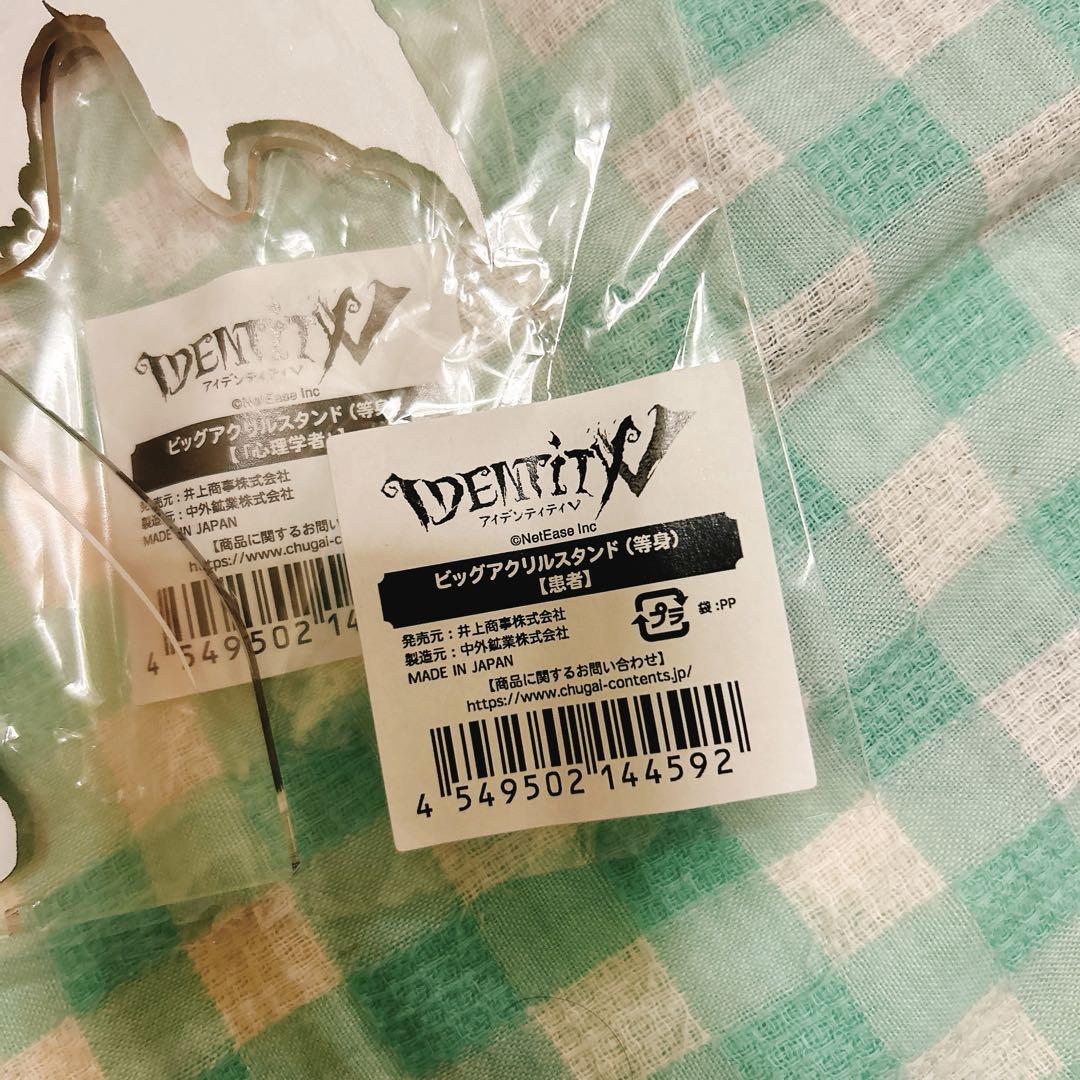 IDENTITY V
アイデンティティV
©NetEase Inc
ビッグアクリルスタンド（等身
【「心理学者
発売元：井上商事株式会社
製造元：中外鉱業株式会社
MADE IN JAPAN
【商品に関するお問い
https://www.chugai-c
4 549502 14
IDENTITY V
アイデンティティV
©NetEase Inc
ビッグアクリルスタンド（等身）
【患者】
発売元：井上商事株式会社
製造元：中外鉱業株式会社
MADE IN JAPAN
プラ 袋:PP
【商品に関するお問い合わせ】
https://www.chugai-contents.jp/
4 549502 144592